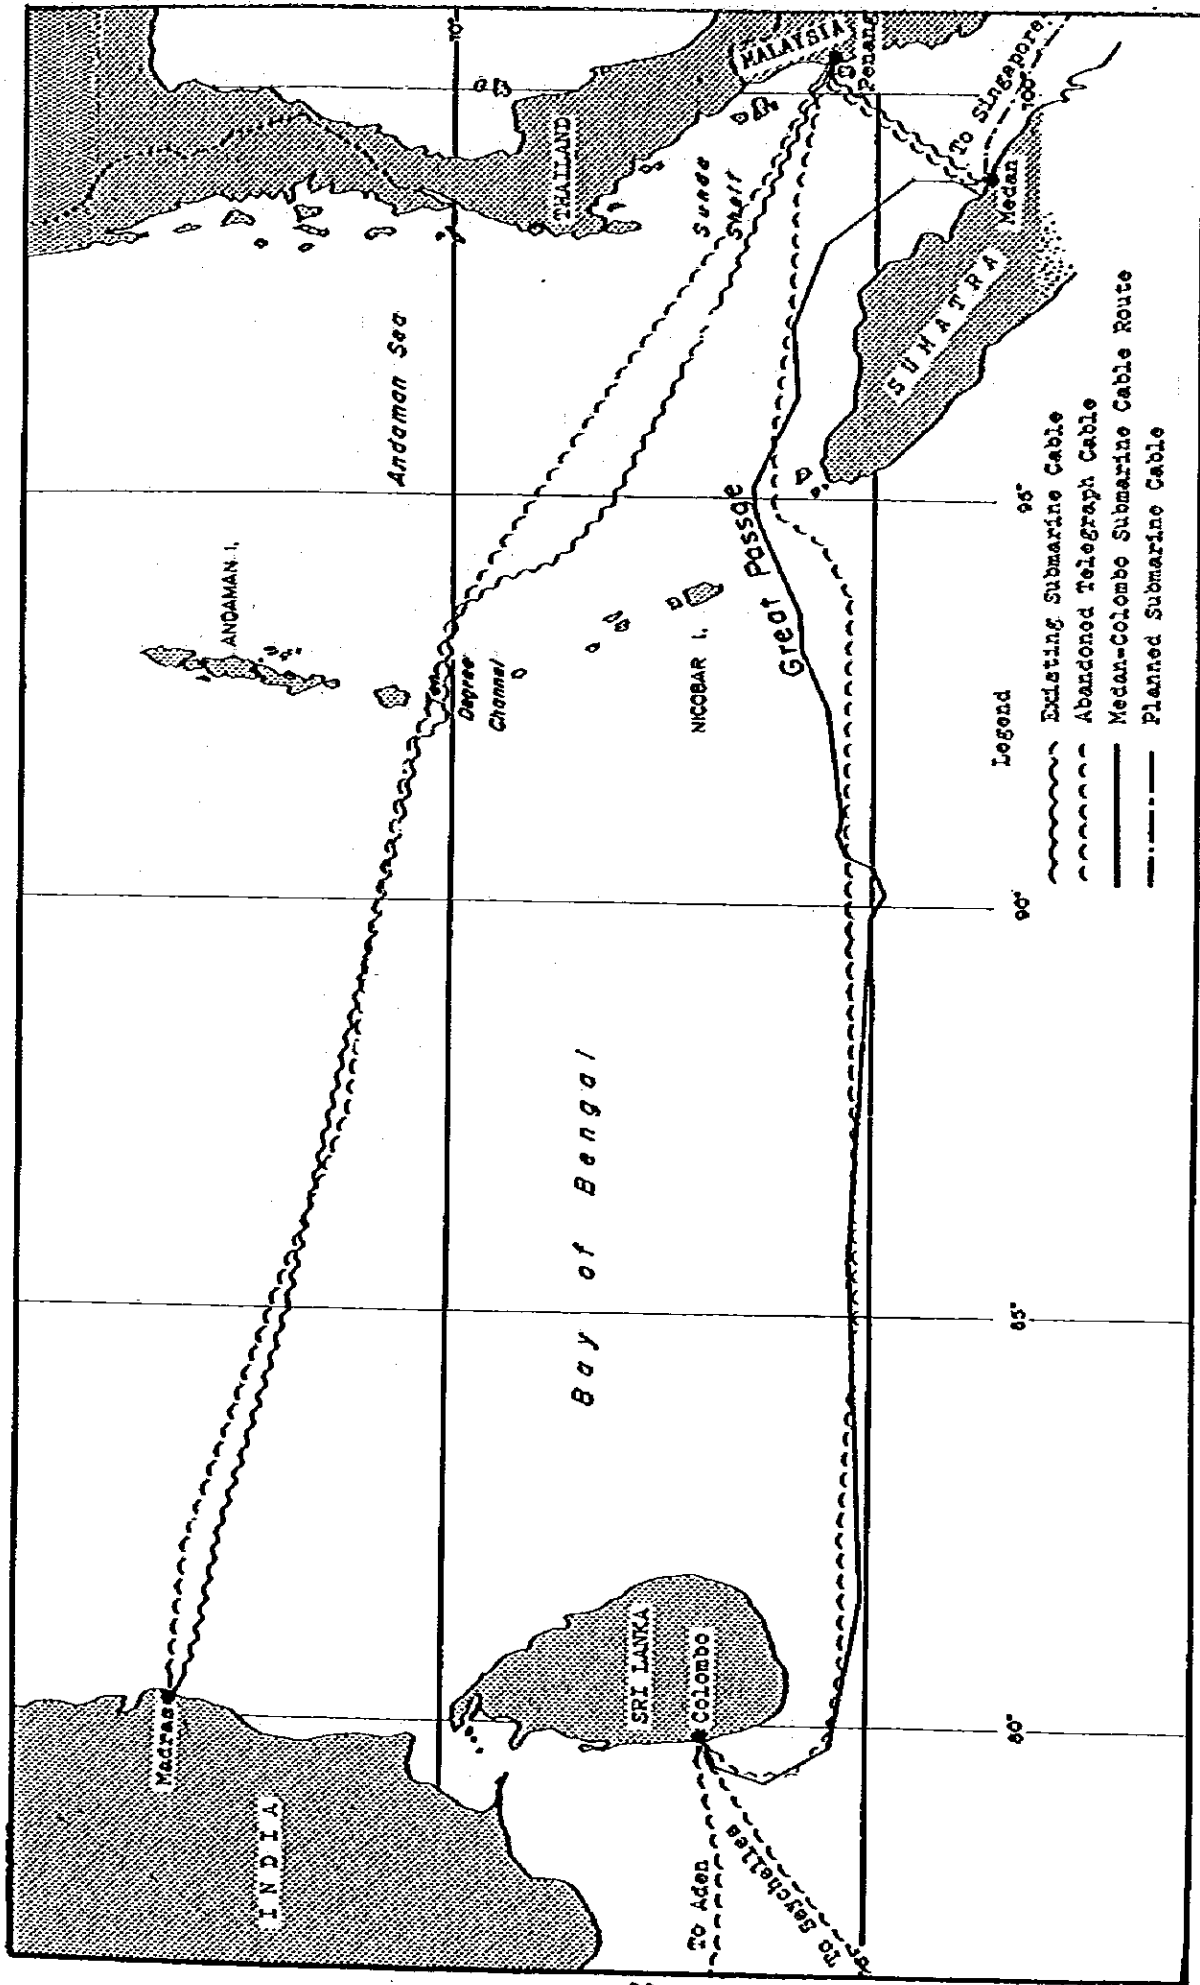 INDIA
Madras
SRI LANKA
Colombo
To Aden
To Seychelles
Bay of Bengal
ANDAMAN I.
Ten
Degree
Channel
NICOBAR I.
Andaman Sea
Great Passage
Sunda
Shelf
THAILAND
MALAYSIA
Penang
SUMATRA
Medan
To Singapore
10°
80°
85°
90°
95°
100°
Legend
Existing Submarine Cable
Abandoned Telegraph Cable
Medan-Colombo Submarine Cable Route
Planned Submarine Cable